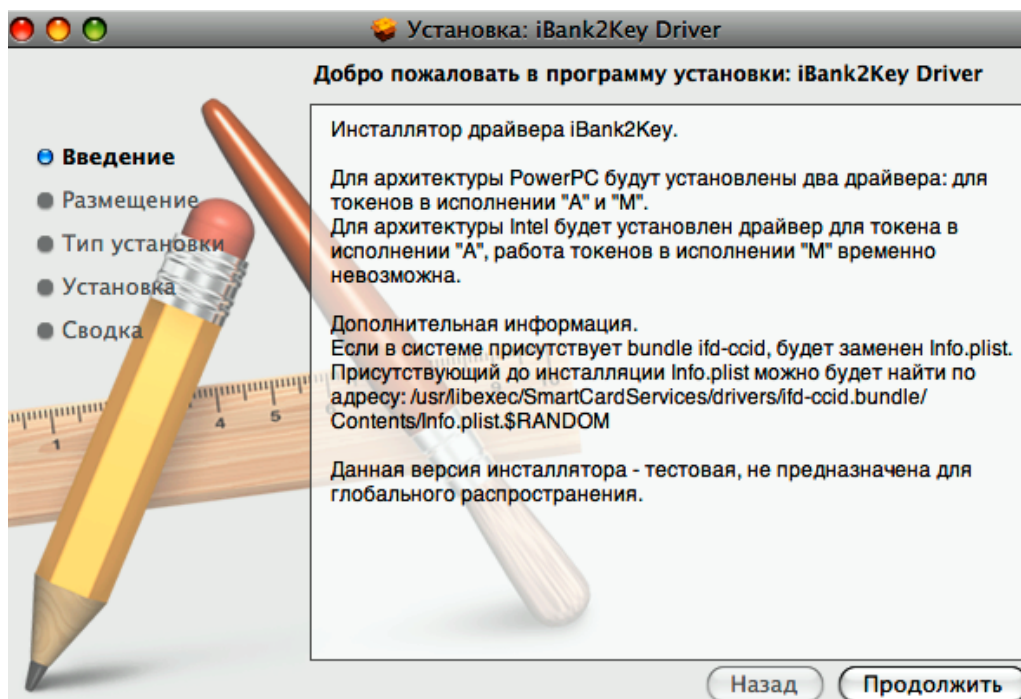 Установка: iBank2Key Driver
Добро пожаловать в программу установки: iBank2Key Driver
Введение
Размещение
Тип установки
Установка
Сводка
Инсталлятор драйвера iBank2Key.
Для архитектуры PowerPC будут установлены два драйвера: для
токенов в исполнении "А" и "М".
Для архитектуры Intel будет установлен драйвер для токена в
исполнении "А", работа токенов в исполнении "М" временно
невозможна.
Дополнительная информация.
Если в системе присутствует bundle ifd-ccid, будет заменен Info.plist.
Присутствующий до инсталляции Info.plist можно будет найти по
адресу: /usr/libexec/SmartCardServices/drivers/ifd-ccid.bundle/
Contents/Info.plist.$RANDOM
Данная версия инсталлятора - тестовая, не предназначена для
глобального распространения.
1 4 5
Назад
Продолжить